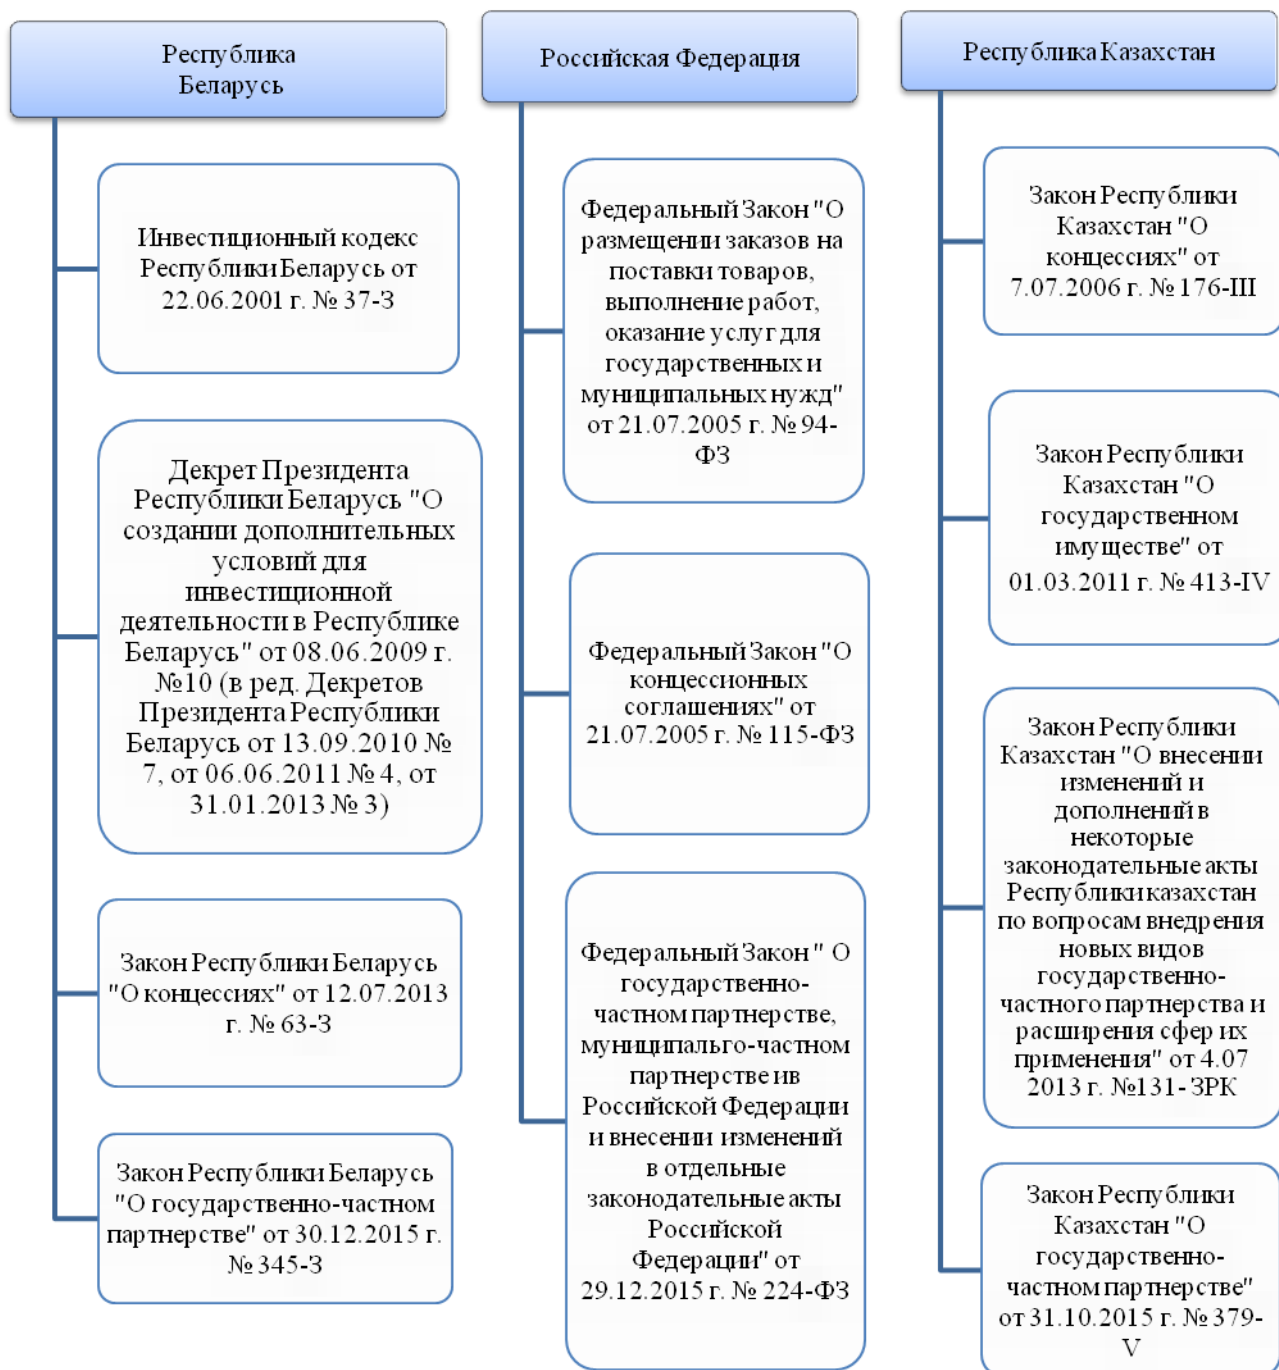 Республика
Беларусь
Инвестиционный кодекс
Республики Беларусь от
22.06.2001 г. № 37-З
Декрет Президента
Республики Беларусь "О
создании дополнительных
условий для
инвестиционной
деятельности в Республике
Беларусь" от 08.06.2009 г.
№10 (в ред. Декретов
Президента Республики
Беларусь от 13.09.2010 №
7, от 06.06.2011 № 4, от
31.01.2013 № 3)
Закон Республики Беларусь
"О концессиях" от 12.07.2013
г. № 63-З
Закон Республики Беларусь
"О государственно-частном
партнерстве" от 30.12.2015 г.
№ 345-З
Российская Федерация
Федеральный Закон "О
размещении заказов на
поставки товаров,
выполнение работ,
оказание услуг для
государственных и
муниципальных нужд"
от 21.07.2005 г. № 94-
ФЗ
Федеральный Закон "О
концессионных
соглашениях" от
21.07.2005 г. № 115-ФЗ
Федеральный Закон " О
государственно-
частном партнерстве,
муниципальго-частном
партнерстве ив
Российской Федерации
и внесении изменений
в отдельные
законодательные акты
Российской
Федерации" от
29.12.2015 г. № 224-ФЗ
Республика Казахстан
Закон Республики
Казахстан "О
концессиях" от
7.07.2006 г. № 176-III
Закон Республики
Казахстан "О
государственном
имуществе" от
01.03.2011 г. № 413-IV
Закон Республики
Казахстан "О внесении
изменений и
дополнений в
некоторые
законодательные акты
Республики казахстан
по вопросам внедрения
новых видов
государственно-
частного партнерства и
расширения сфер их
применения" от 4.07
2013 г. №131- ЗРК
Закон Республики
Казахстан "О
государственно-
частном партнерстве"
от 31.10.2015 г. № 379-
V